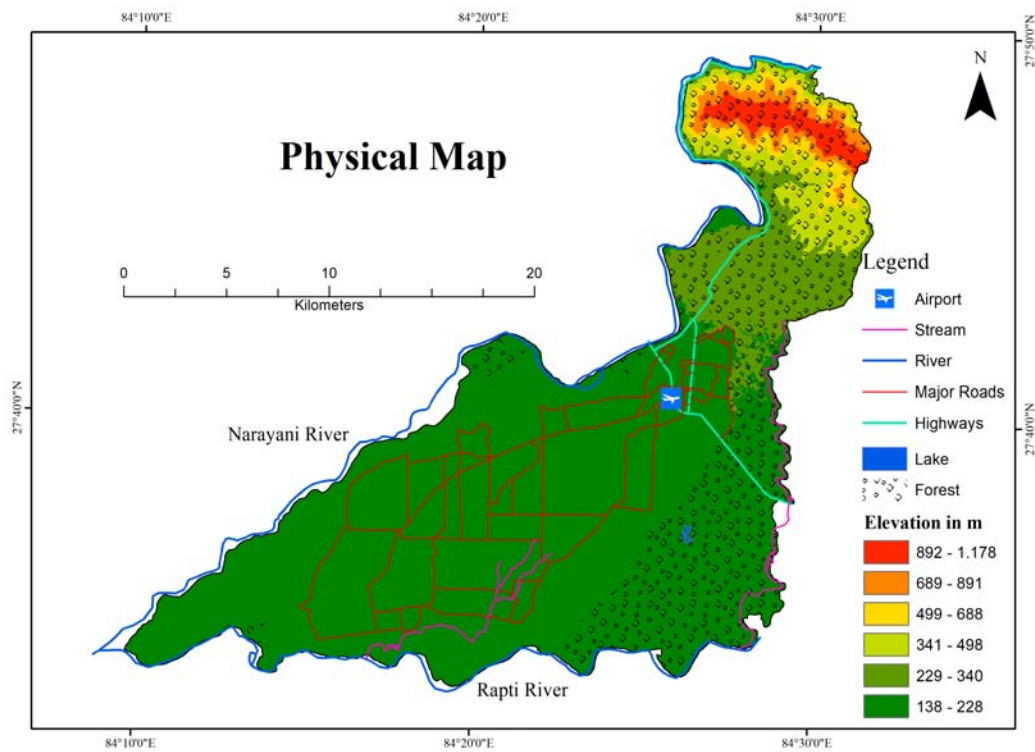 84°10'0"E 84°20'0"E 84°30'0"E
27°50'0"N
N
Physical Map
0 5 10 20
Kilometers
Legend
Airport
Stream
River
Major Roads
Highways
Lake
Forest
27°40'0"N
27°40'0"N
Narayani River
Elevation in m
892 - 1.178
689 - 891
499 - 688
341 - 498
229 - 340
138 - 228
Rapti River
84°10'0"E 84°20'0"E 84°30'0"E